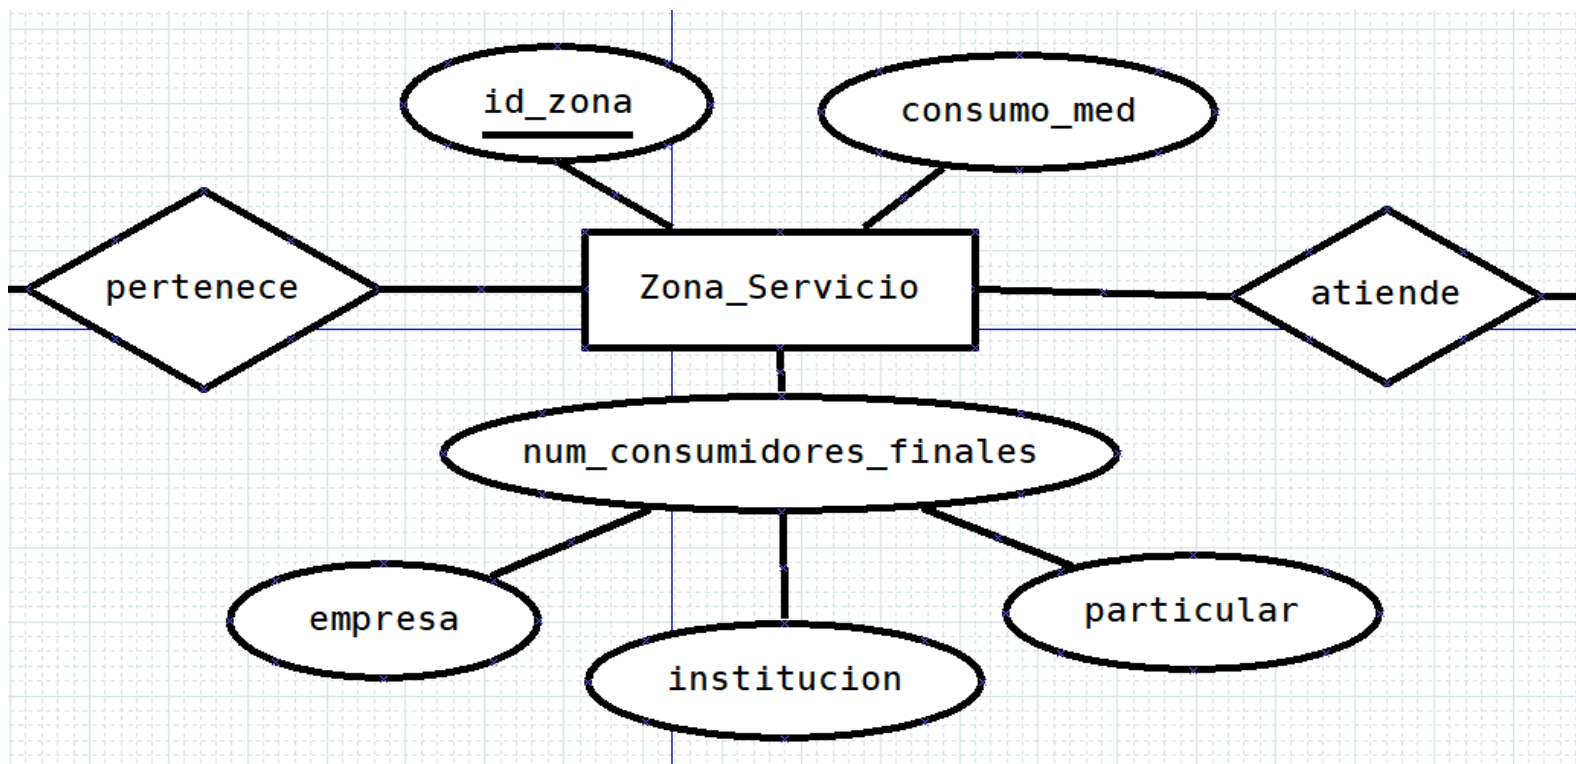 id_zona
consumo_med
pertenece
Zona_Servicio
atiende
num_consumidores_finales
empresa
institucion
particular